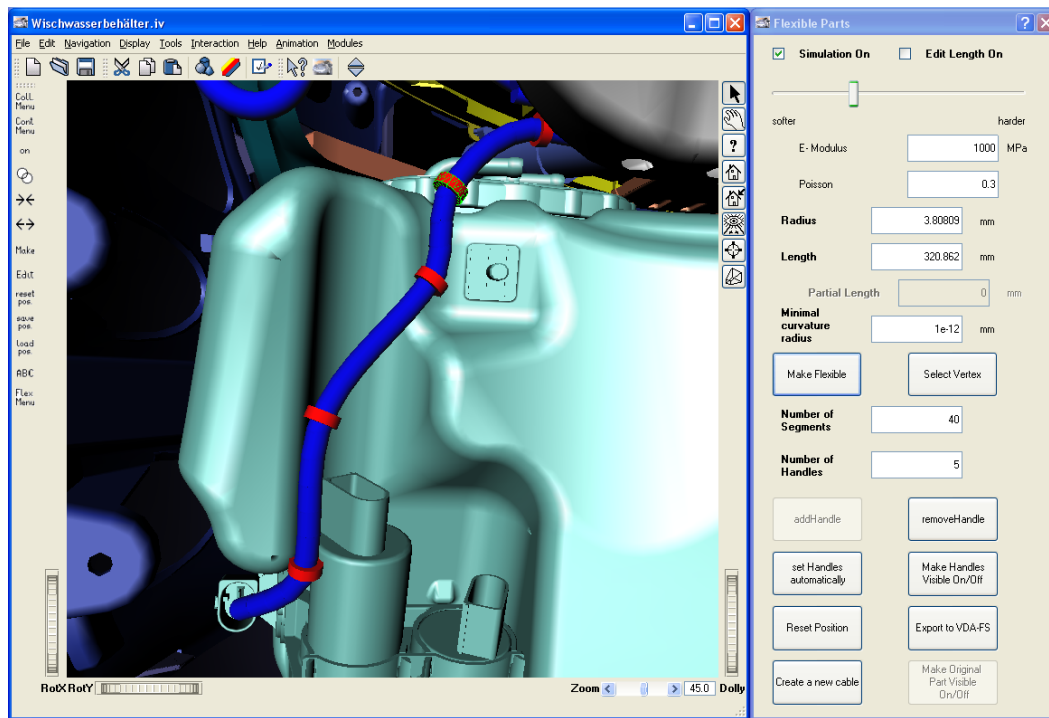 Wischwasserbehälter.iv
File Edit Navigation Display Tools Interaction Help Animation Modules
Coll.
Menu
Cont
Menu
on
Make
Edit
reset
pos.
save
pos.
load
pos.
ABC
Flex
Menu
RotX RotY
Zoom
45.0
Dolly
Flexible Parts
Simulation On
Edit Length On
softer
harder
E- Modulus
1000
MPa
Poisson
0.3
Radius
3.80809
mm
Length
320.862
mm
Partial Length
0
mm
Minimal
curvature
radius
1e-12
mm
Make Flexible
Select Vertex
Number of
Segments
40
Number of
Handles
5
addHandle
removeHandle
set Handles
automatically
Make Handles
Visible On/Off
Reset Position
Export to VDA-FS
Create a new cable
Make Original
Part Visible
On/Off